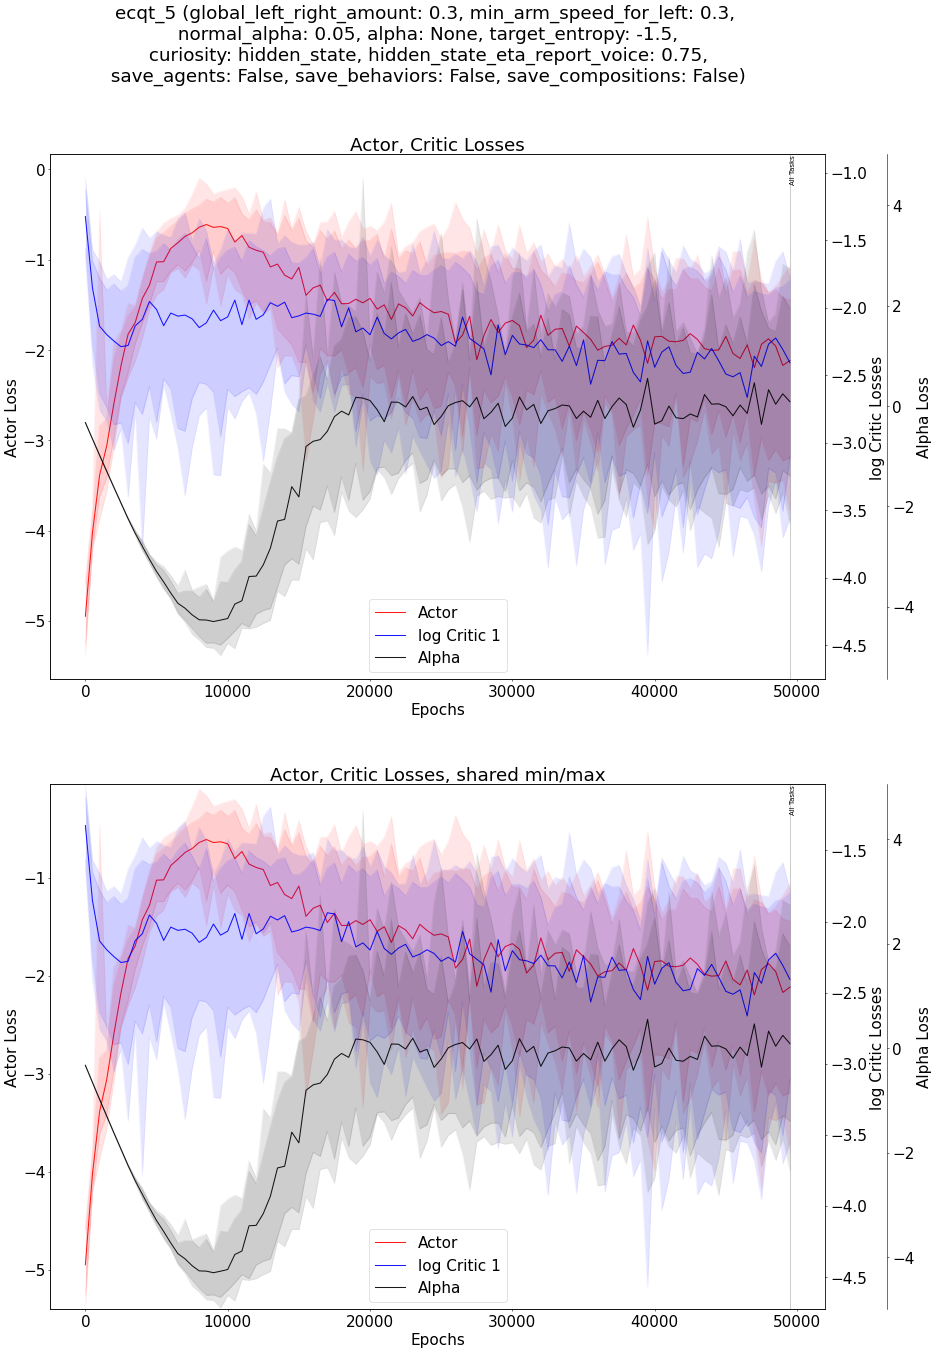 ecqt_5 (global_left_right_amount: 0.3, min_arm_speed_for_left: 0.3,
normal_alpha: 0.05, alpha: None, target_entropy: -1.5,
curiosity: hidden_state, hidden_state_eta_report_voice: 0.75,
save_agents: False, save_behaviors: False, save_compositions: False)
Actor, Critic Losses
All Tasks
0
−1
−2
−3
−4
−5
Actor Loss
−1.0
−1.5
−2.0
−2.5
−3.0
−3.5
−4.0
−4.5
log Critic Losses
4
2
0
−2
−4
Alpha Loss
Actor
log Critic 1
Alpha
0 10000 20000 30000 40000 50000
Epochs
Actor, Critic Losses, shared min/max
All Tasks
−1
−2
−3
−4
−5
Actor Loss
−1.5
−2.0
−2.5
−3.0
−3.5
−4.0
−4.5
log Critic Losses
4
2
0
−2
−4
Alpha Loss
Actor
log Critic 1
Alpha
0 10000 20000 30000 40000 50000
Epochs